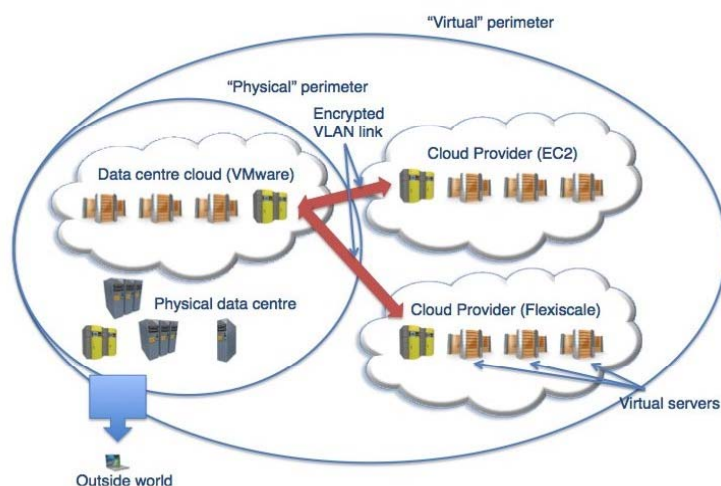 “Virtual” perimeter
“Physical” perimeter
Encrypted
VLAN link
Data centre cloud (VMware)
Cloud Provider (EC2)
Physical data centre
Cloud Provider (Flexiscale)
Virtual servers
Outside world